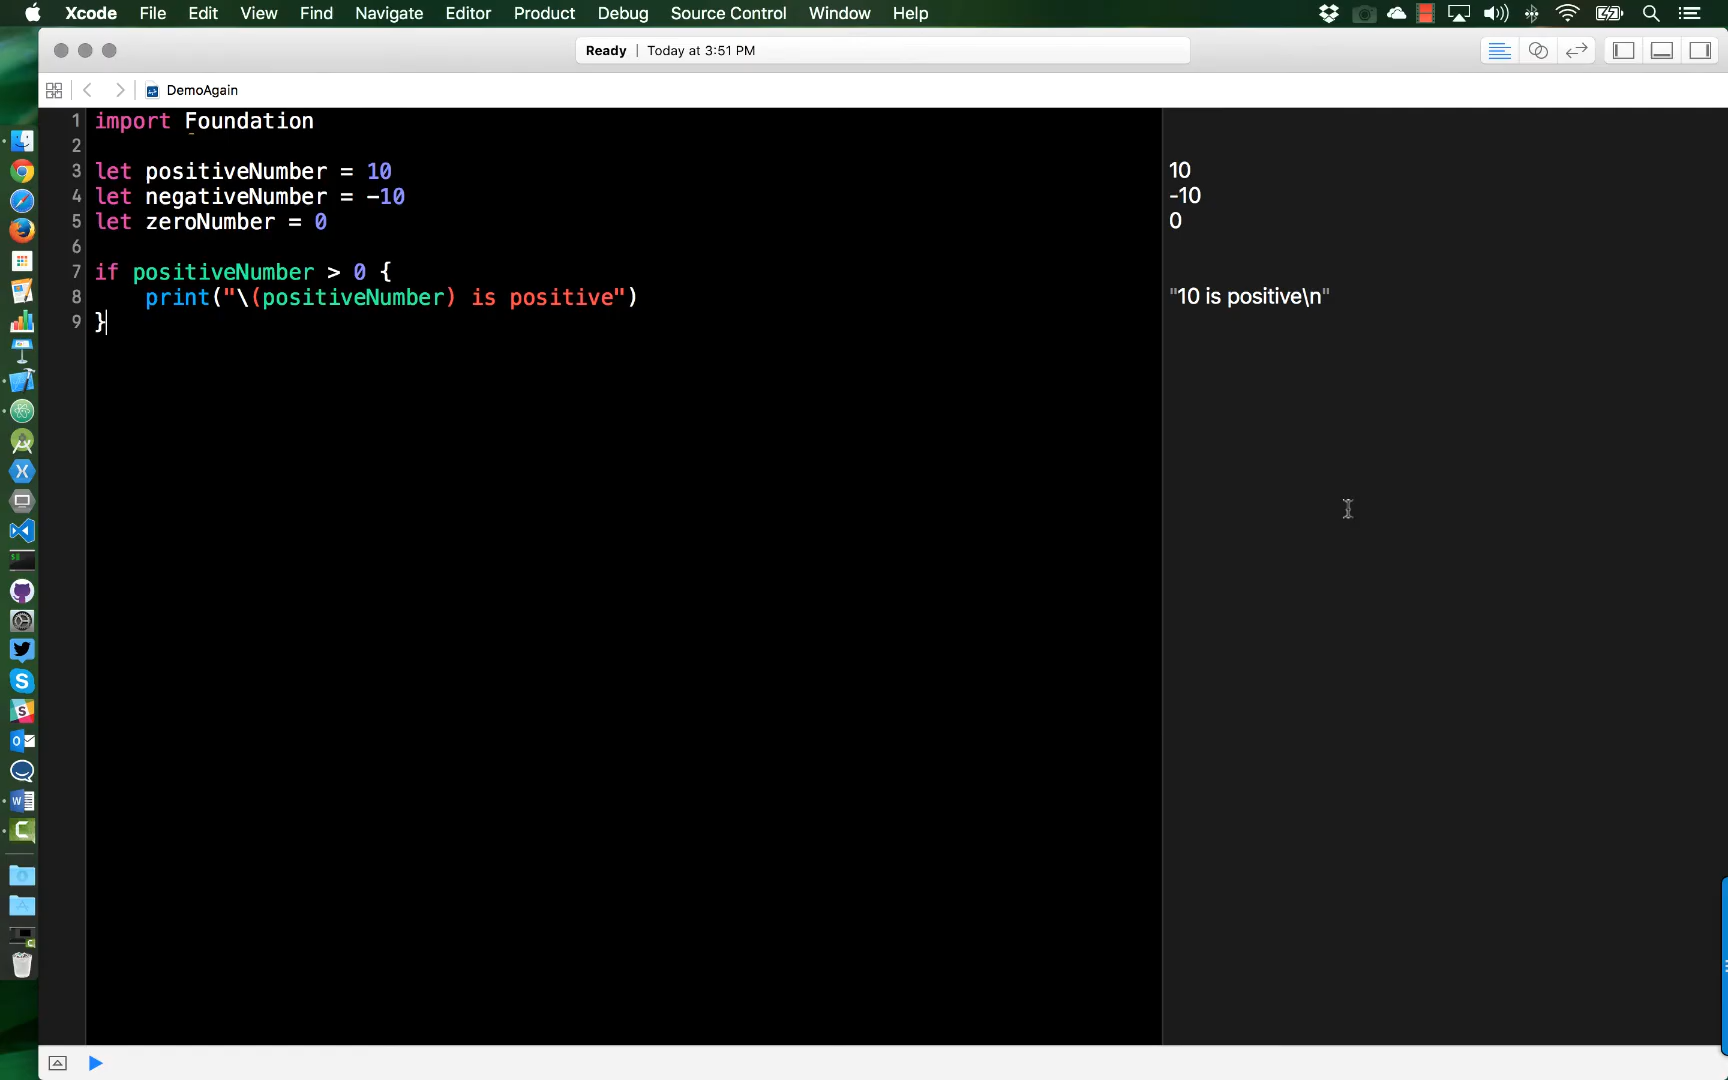 Xcode File Edit View Find Navigate Editor Product Debug Source Control Window Help
Ready | Today at 3:51 PM
DemoAgain
1 import Foundation
2
3 let positiveNumber = 10
10
4 let negativeNumber = -10
-10
5 let zeroNumber = 0
0
6
7 if positiveNumber > 0 {
8 print("\(positiveNumber) is positive")
"10 is positive\n"
9 }